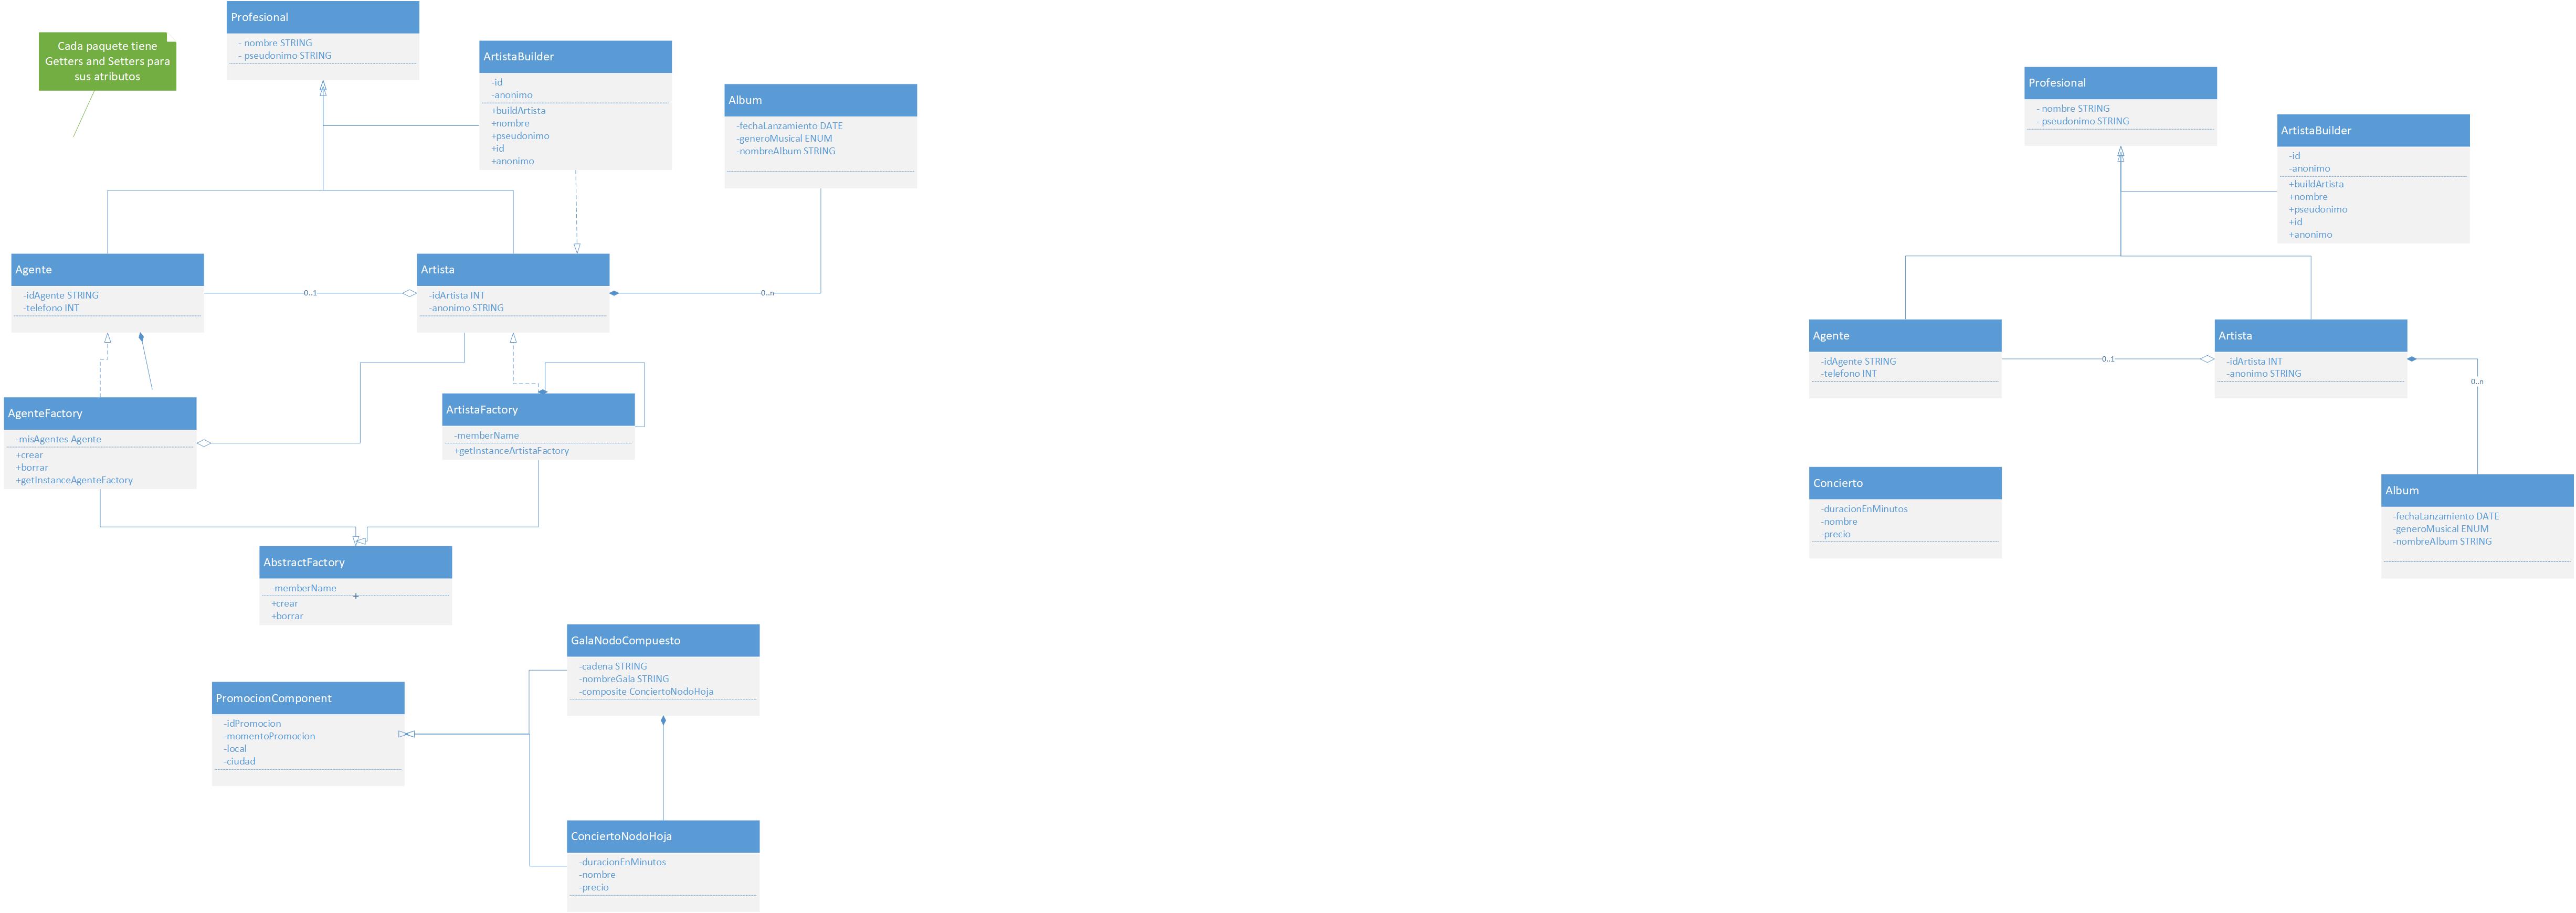 Cada paquete tiene
Getters and Setters para
sus atributos
Profesional
- nombre STRING
- pseudonimo STRING
ArtistaBuilder
-id
-anonimo
+buildArtista
+nombre
+pseudonimo
+id
+anonimo
Album
-fechaLanzamiento DATE
-generoMusical ENUM
-nombreAlbum STRING
Agente
-idAgente STRING
-telefono INT
0..1
Artista
-idArtista INT
-anonimo STRING
0..n
AgenteFactory
-misAgentes Agente
+crear
+borrar
+getInstanceAgenteFactory
ArtistaFactory
-memberName
+getInstanceArtistaFactory
AbstractFactory
-memberName
+
+crear
+borrar
GalaNodoCompuesto
-cadena STRING
-nombreGala STRING
-composite ConciertoNodoHoja
PromocionComponent
-idPromocion
-momentoPromocion
-local
-ciudad
ConciertoNodoHoja
-duracionEnMinutos
-nombre
-precio
Profesional
- nombre STRING
- pseudonimo STRING
ArtistaBuilder
-id
-anonimo
+buildArtista
+nombre
+pseudonimo
+id
+anonimo
Agente
-idAgente STRING
-telefono INT
0..1
Artista
-idArtista INT
-anonimo STRING
0..n
Concierto
-duracionEnMinutos
-nombre
-precio
Album
-fechaLanzamiento DATE
-generoMusical ENUM
-nombreAlbum STRING